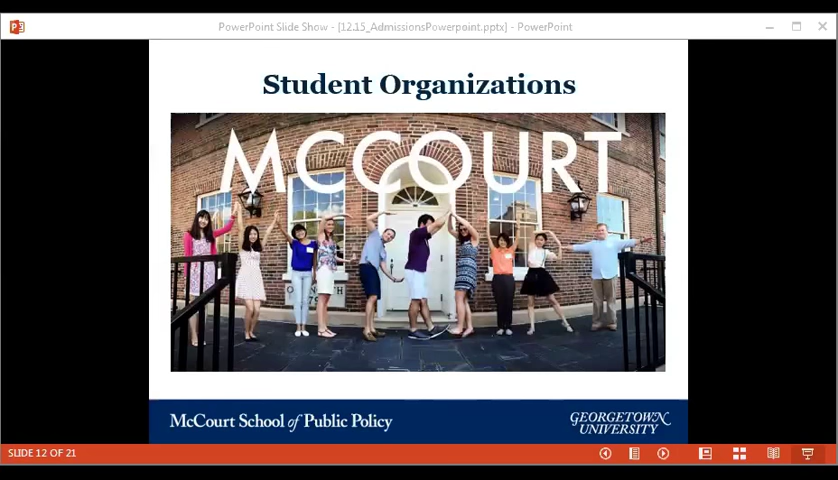 PowerPoint Slide Show - [12.15_AdmissionsPowerpoint.pptx] - PowerPoint
Student Organizations
MCCOURT
McCourt School of Public Policy
GEORGETOWN
UNIVERSITY
SLIDE 12 OF 21